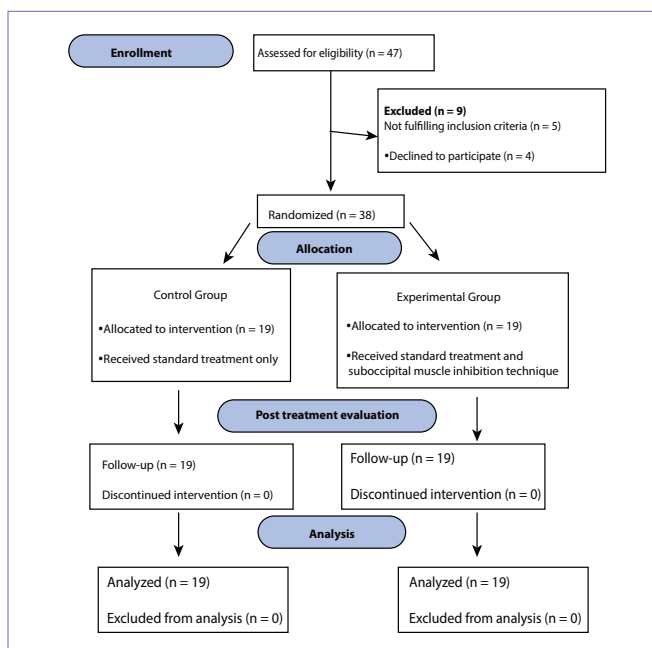 Enrollment
Assessed for eligibility (n = 47)
Excluded (n = 9)
Not fulfilling inclusion criteria (n = 5)
•Declined to participate (n = 4)
Randomized (n = 38)
Allocation
Control Group
•Allocated to intervention (n = 19)
•Received standard treatment only
Experimental Group
•Allocated to intervention (n = 19)
•Received standard treatment and
suboccipital muscle inhibition technique
Post treatment evaluation
Follow-up (n = 19)
Discontinued intervention (n = 0)
Follow-up (n = 19)
Discontinued intervention (n = 0)
Analysis
Analyzed (n = 19)
Excluded from analysis (n = 0)
Analyzed (n = 19)
Excluded from analysis (n = 0)